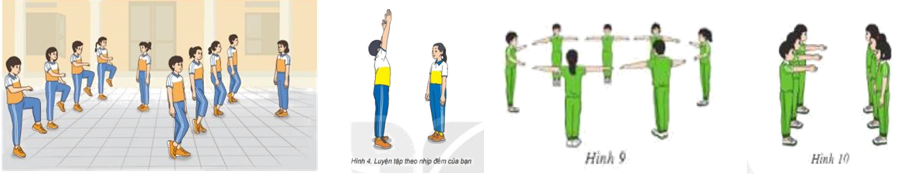 Hình 4. Luyện tập theo nhịp đếm của bạn
Hình 9
Hình 10